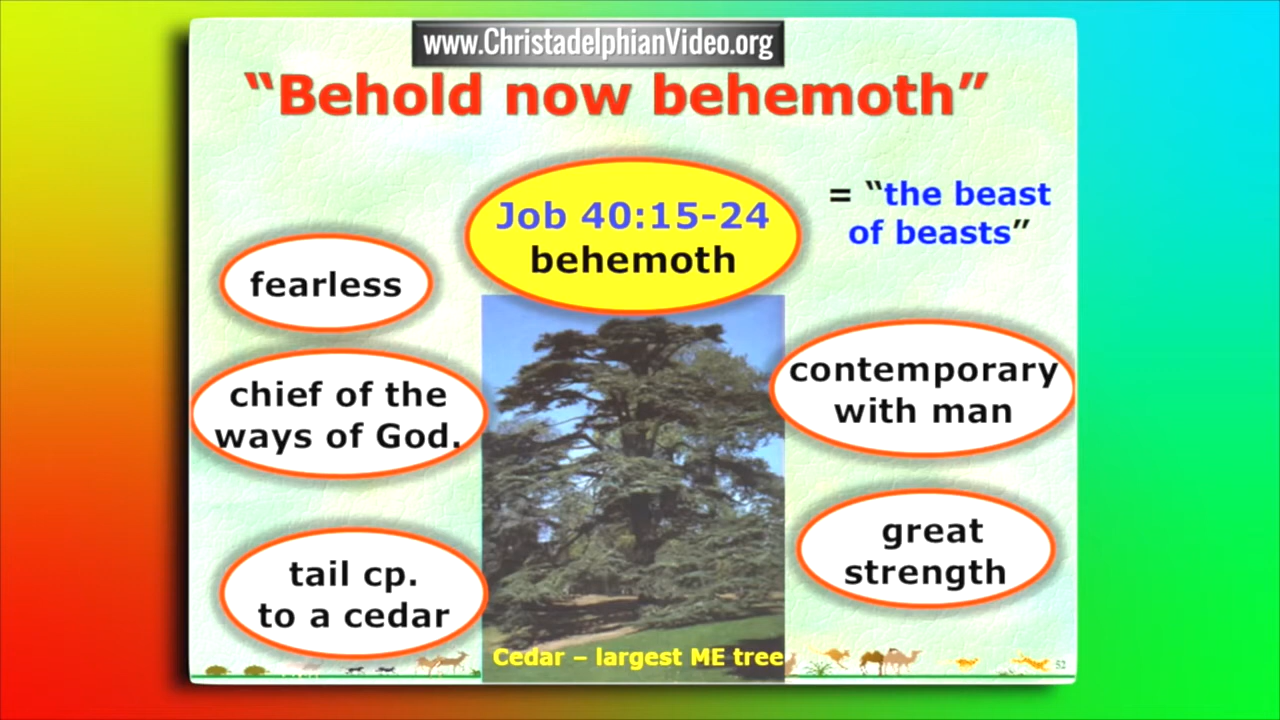 www.ChristadelphianVideo.org
“Behold now behemoth”
Job 40:15-24
behemoth
= “the beast
of beasts”
fearless
chief of the
ways of God.
contemporary
with man
tail cp.
to a cedar
great
strength
Cedar – largest ME tree
52